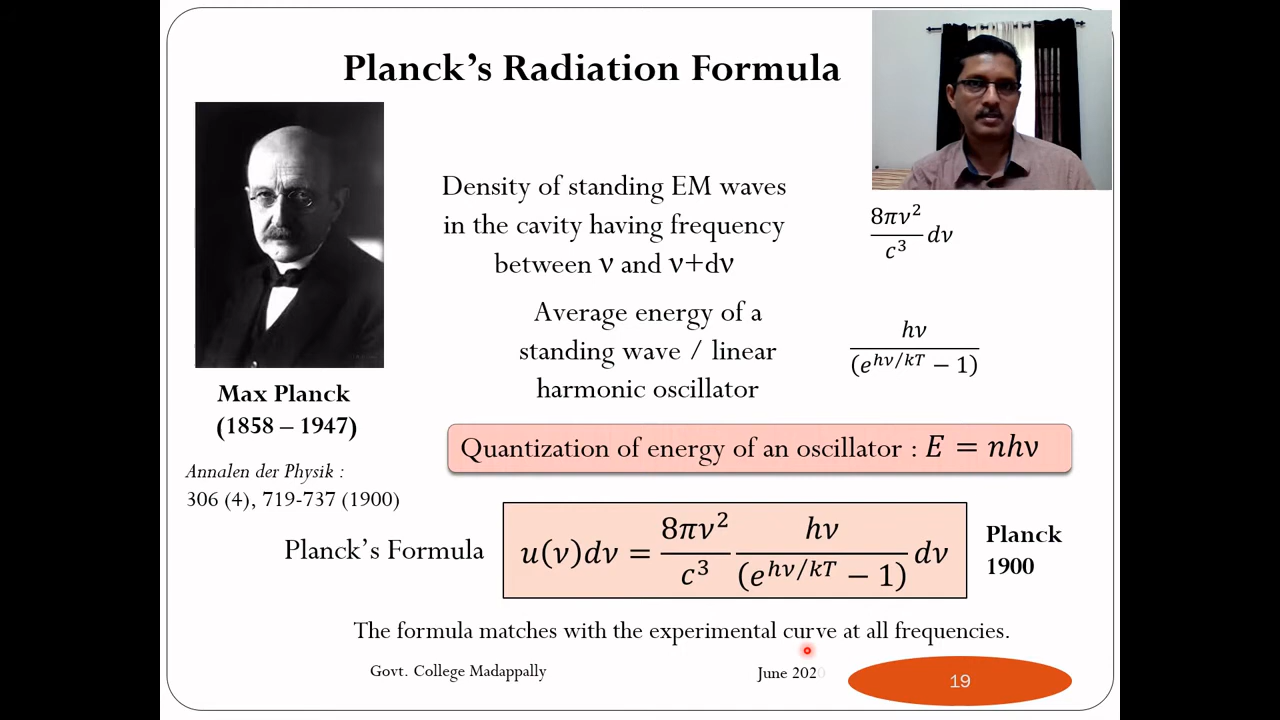 Planck's Radiation Formula
Density of standing EM waves
in the cavity having frequency
between ν and ν+dν
8πν²/c³ dν
Average energy of a
standing wave / linear
harmonic oscillator
hν/(e^{hν/kT} − 1)
Max Planck
(1858 – 1947)
Annalen der Physik :
306 (4), 719-737 (1900)
Quantization of energy of an oscillator : E = nhν
Planck's Formula
u(ν)dν = 8πν²/c³ hν/(e^{hν/kT} − 1) dν
Planck
1900
The formula matches with the experimental curve at all frequencies.
Govt. College Madappally
June 2020
19